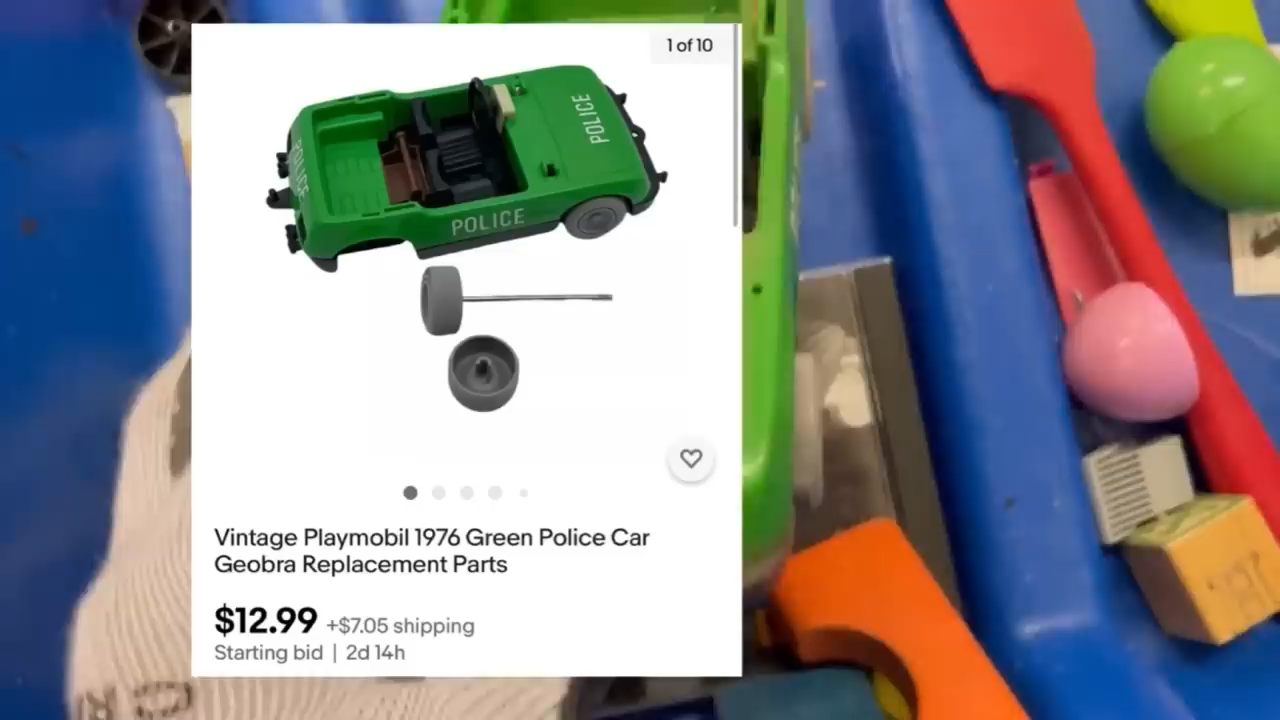 1 of 10
POLICE
POLICE
POLICE
Vintage Playmobil 1976 Green Police Car
Geobra Replacement Parts
$12.99 +$7.05 shipping
Starting bid | 2d 14h